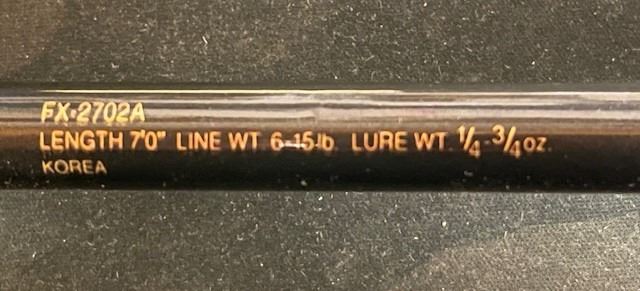 FX-2702A
LENGTH 7'0" LINE WT 6-15-lb. LURE WT. 1/4-3/4 oz.
KOREA